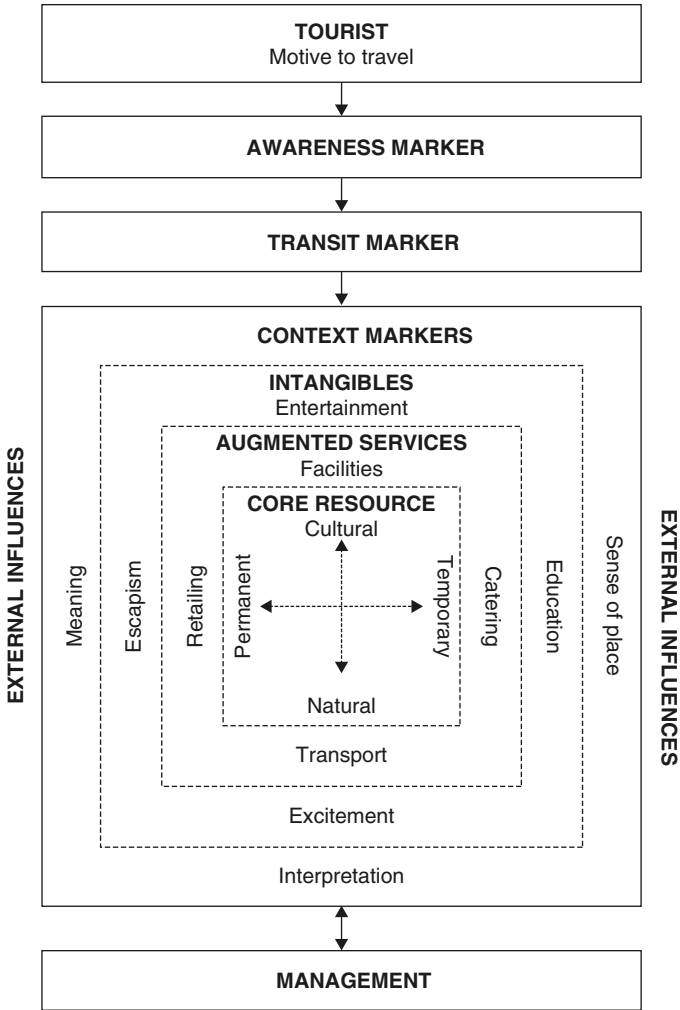 TOURIST
Motive to travel
AWARENESS MARKER
TRANSIT MARKER
CONTEXT MARKERS
INTANGIBLES
Entertainment
AUGMENTED SERVICES
Facilities
CORE RESOURCE
Cultural
EXTERNAL INFLUENCES
Meaning
Escapism
Retailing
Permanent
Temporary
Catering
Education
Sense of place
EXTERNAL INFLUENCES
Natural
Transport
Excitement
Interpretation
MANAGEMENT